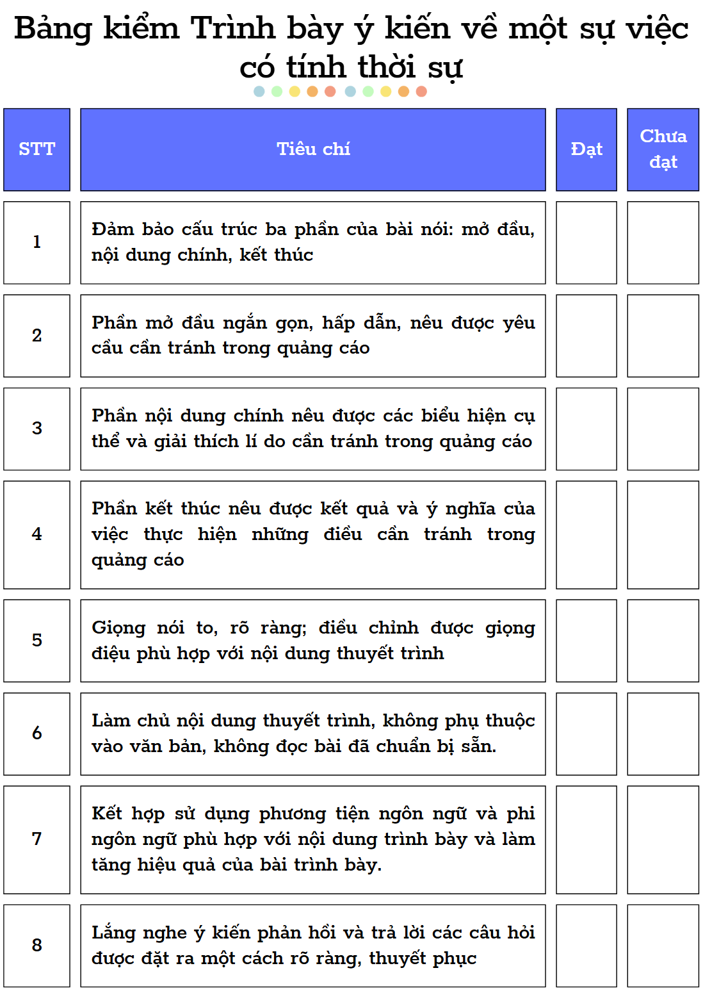 Bảng kiểm Trình bày ý kiến về một sự việc
có tính thời sự
STT
Tiêu chí
Đạt
Chưa
đạt
1
Đảm bảo cấu trúc ba phần của bài nói: mở đầu,
nội dung chính, kết thúc
2
Phần mở đầu ngắn gọn, hấp dẫn, nêu được yêu
cầu cần tránh trong quảng cáo
3
Phần nội dung chính nêu được các biểu hiện cụ
thể và giải thích lí do cần tránh trong quảng cáo
4
Phần kết thúc nêu được kết quả và ý nghĩa của
việc thực hiện những điều cần tránh trong
quảng cáo
5
Giọng nói to, rõ ràng; điều chỉnh được giọng
điệu phù hợp với nội dung thuyết trình
6
Làm chủ nội dung thuyết trình, không phụ thuộc
vào văn bản, không đọc bài đã chuẩn bị sẵn.
7
Kết hợp sử dụng phương tiện ngôn ngữ và phi
ngôn ngữ phù hợp với nội dung trình bày và làm
tăng hiệu quả của bài trình bày.
8
Lắng nghe ý kiến phản hồi và trả lời các câu hỏi
được đặt ra một cách rõ ràng, thuyết phục